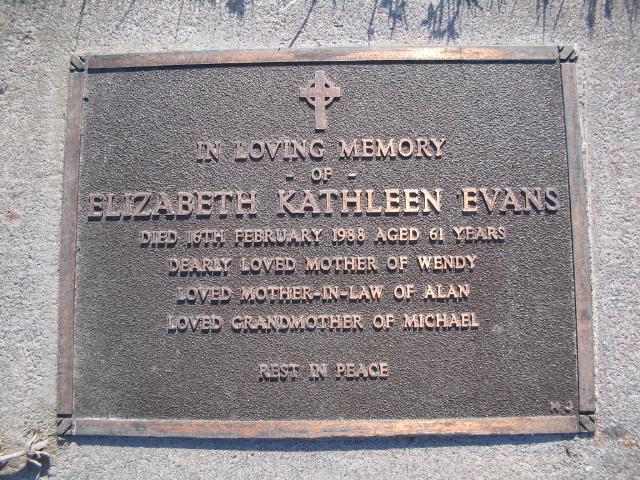 IN LOVING MEMORY
- OF -
ELIZABETH KATHLEEN EVANS
DIED 16TH FEBRUARY 1988 AGED 61 YEARS
DEARLY LOVED MOTHER OF WENDY
LOVED MOTHER-IN-LAW OF ALAN
LOVED GRANDMOTHER OF MICHAEL
REST IN PEACE